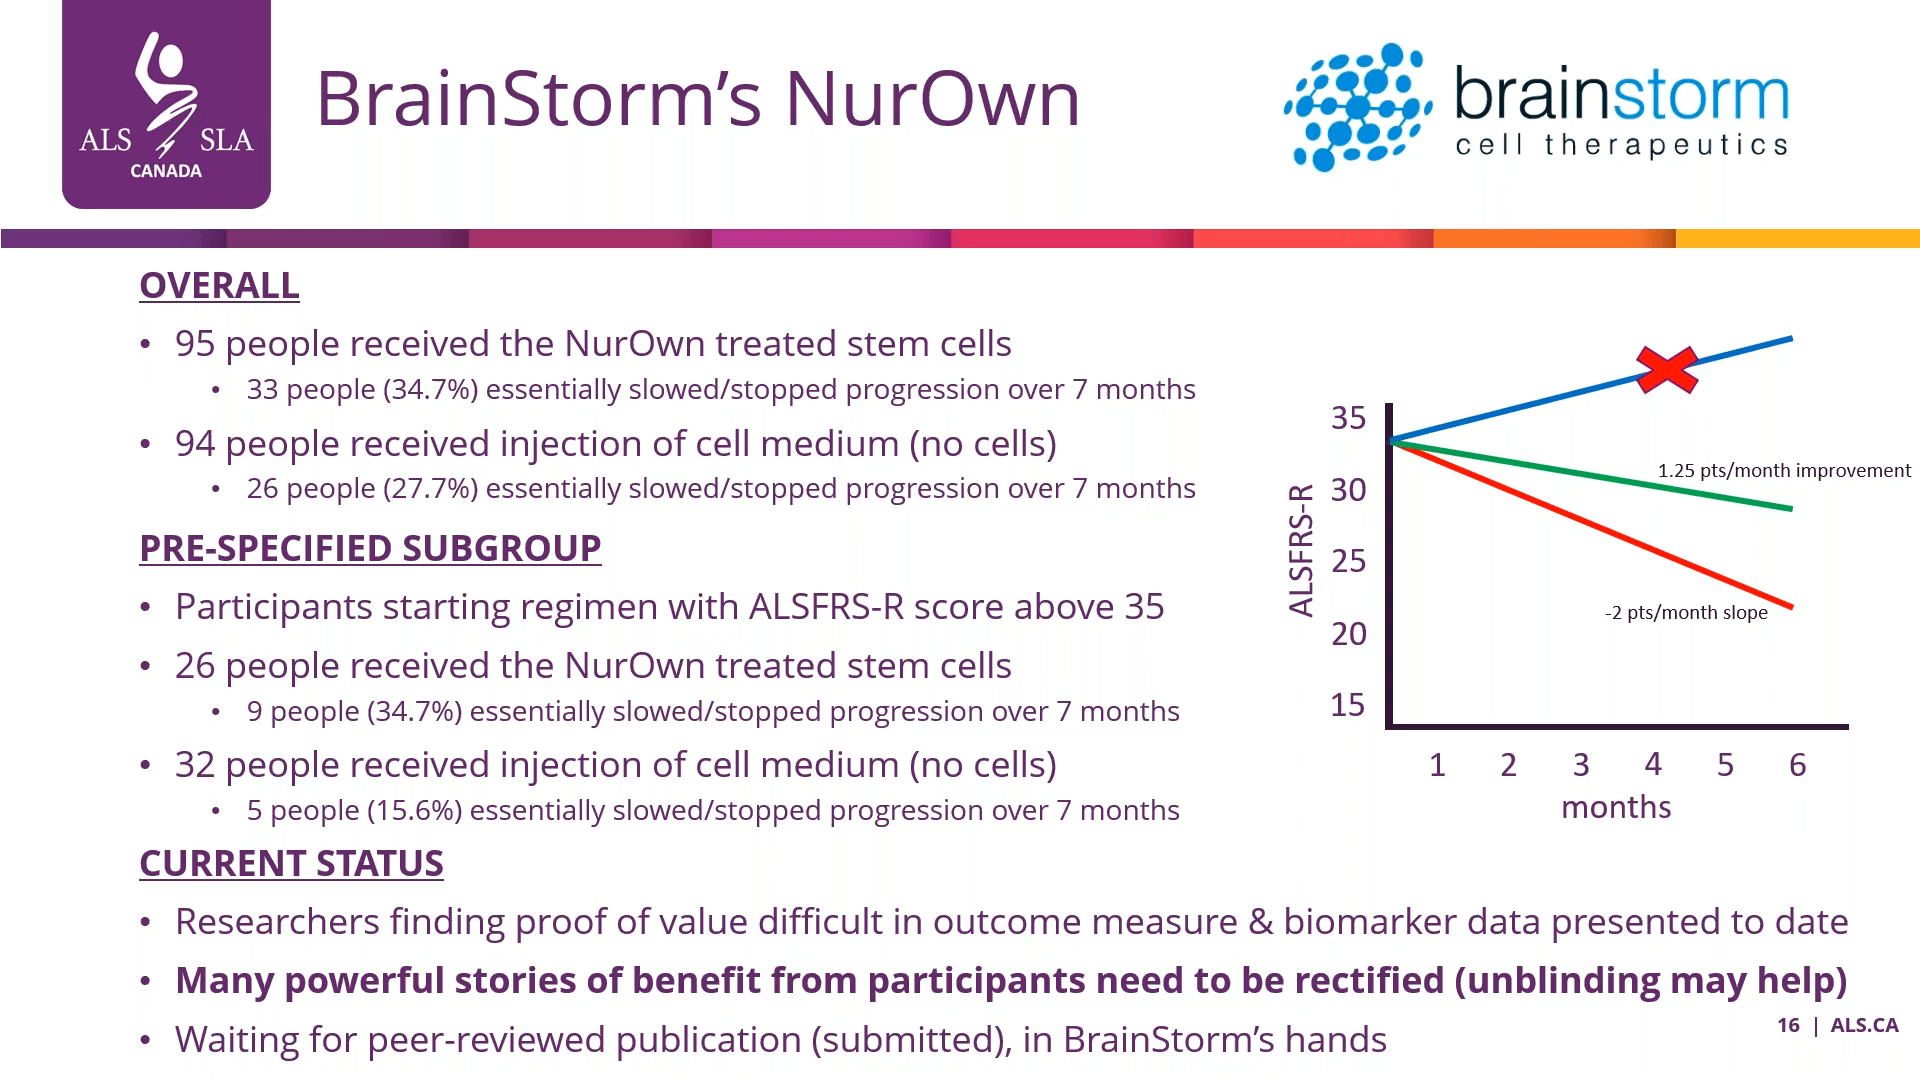 ALS SLA
CANADA
BrainStorm’s NurOwn
brainstorm
cell therapeutics
OVERALL
• 95 people received the NurOwn treated stem cells
• 33 people (34.7%) essentially slowed/stopped progression over 7 months
• 94 people received injection of cell medium (no cells)
• 26 people (27.7%) essentially slowed/stopped progression over 7 months
PRE-SPECIFIED SUBGROUP
• Participants starting regimen with ALSFRS-R score above 35
• 26 people received the NurOwn treated stem cells
• 9 people (34.7%) essentially slowed/stopped progression over 7 months
• 32 people received injection of cell medium (no cells)
• 5 people (15.6%) essentially slowed/stopped progression over 7 months
CURRENT STATUS
• Researchers finding proof of value difficult in outcome measure & biomarker data presented to date
• Many powerful stories of benefit from participants need to be rectified (unblinding may help)
• Waiting for peer-reviewed publication (submitted), in BrainStorm’s hands
ALSFRS-R
35
30
25
20
15
1.25 pts/month improvement
-2 pts/month slope
1 2 3 4 5 6
months
16 | ALS.CA